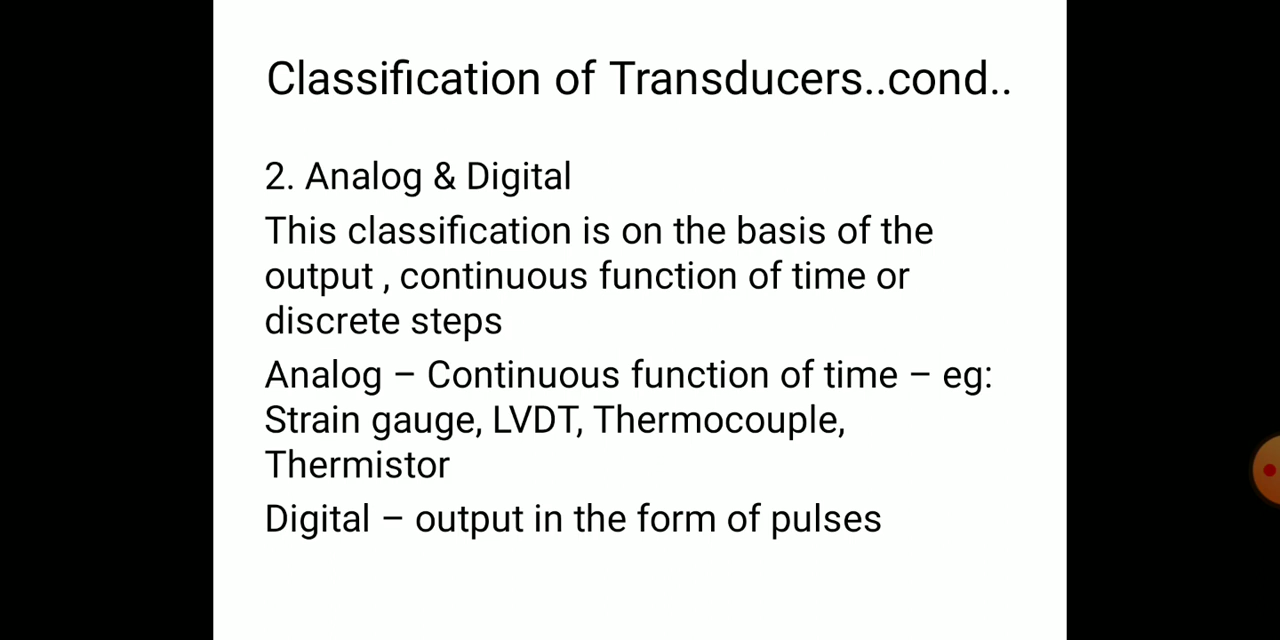 Classification of Transducers..cond..
2. Analog & Digital
This classification is on the basis of the
output , continuous function of time or
discrete steps
Analog – Continuous function of time – eg:
Strain gauge, LVDT, Thermocouple,
Thermistor
Digital – output in the form of pulses